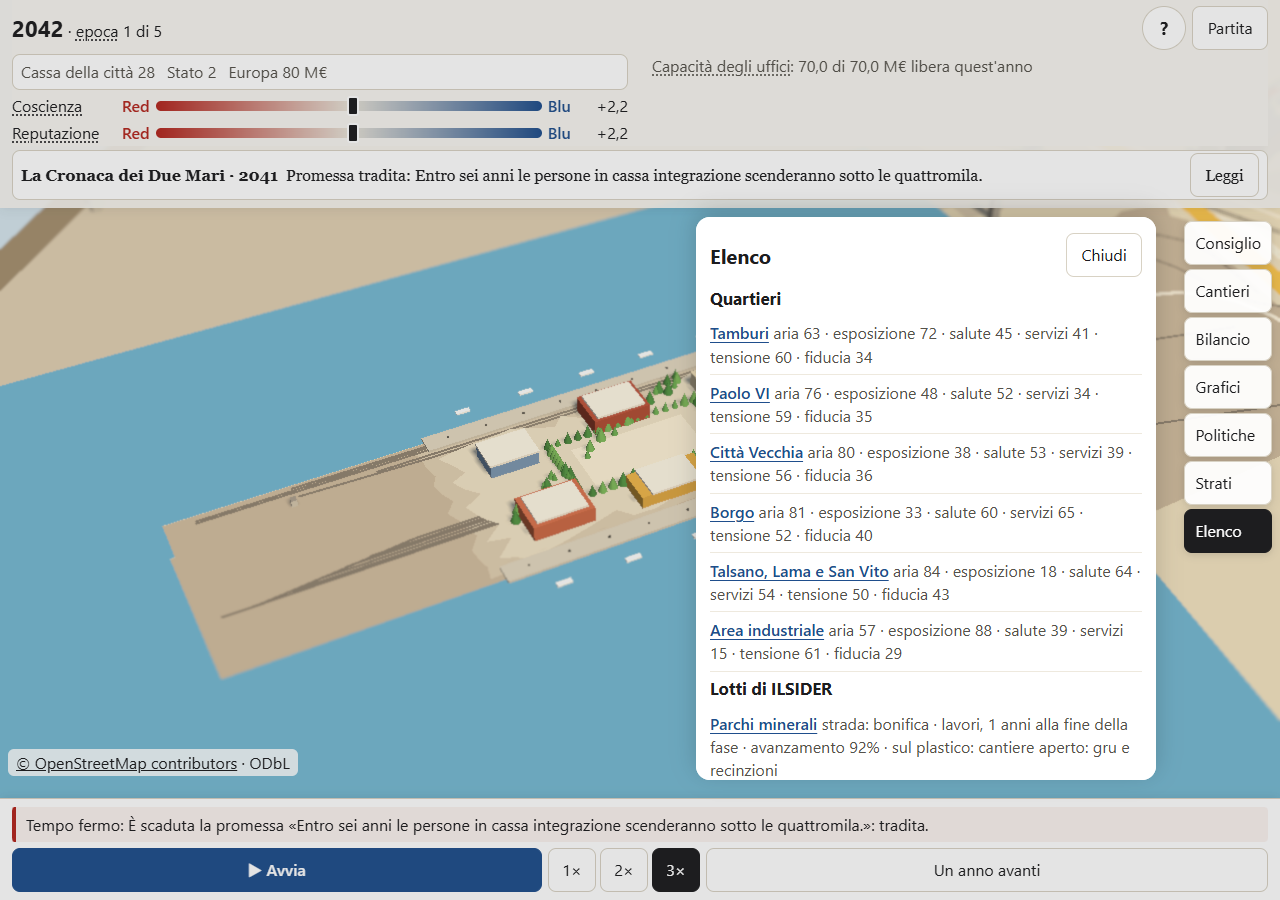 2042 · epoca 1 di 5
?
Partita
Cassa della città 28 Stato 2 Europa 80 M€
Capacità degli uffici: 70,0 di 70,0 M€ libera quest'anno
Coscienza Red Blu +2,2
Reputazione Red Blu +2,2
La Cronaca dei Due Mari · 2041 Promessa tradita: Entro sei anni le persone in cassa integrazione scenderanno sotto le quattromila.
Leggi
Elenco
Chiudi
Quartieri
Tamburi aria 63 · esposizione 72 · salute 45 · servizi 41 ·
tensione 60 · fiducia 34
Paolo VI aria 76 · esposizione 48 · salute 52 · servizi 34 ·
tensione 59 · fiducia 35
Città Vecchia aria 80 · esposizione 38 · salute 53 · servizi 39 ·
tensione 56 · fiducia 36
Borgo aria 81 · esposizione 33 · salute 60 · servizi 65 ·
tensione 52 · fiducia 40
Talsano, Lama e San Vito aria 84 · esposizione 18 · salute 64 ·
servizi 54 · tensione 50 · fiducia 43
Area industriale aria 57 · esposizione 88 · salute 39 · servizi
15 · tensione 61 · fiducia 29
Lotti di ILSIDER
Parchi minerali strada: bonifica · lavori, 1 anni alla fine della
fase · avanzamento 92% · sul plastico: cantiere aperto: gru e
recinzioni
Consiglio
Cantieri
Bilancio
Grafici
Politiche
Strati
Elenco
© OpenStreetMap contributors · ODbL
Tempo fermo: È scaduta la promessa «Entro sei anni le persone in cassa integrazione scenderanno sotto le quattromila.»: tradita.
▶ Avvia
1×
2×
3×
Un anno avanti